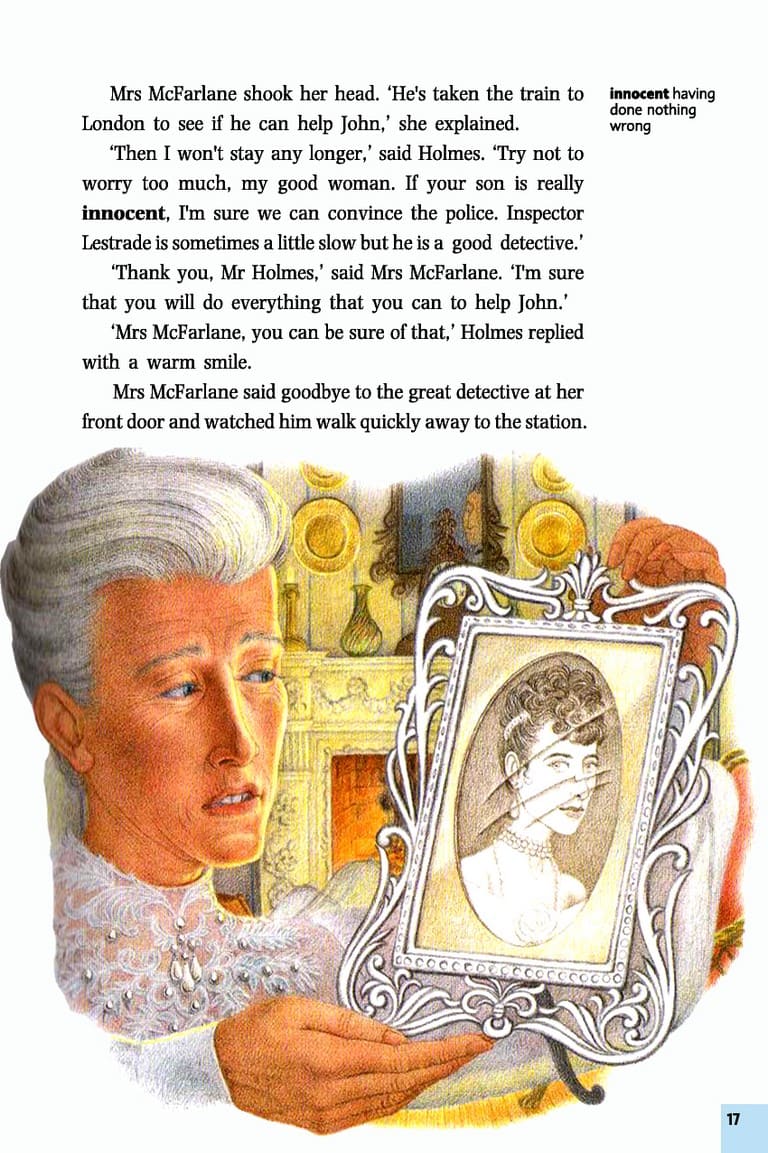 Mrs McFarlane shook her head. ‘He's taken the train to
London to see if he can help John,’ she explained.
‘Then I won't stay any longer,’ said Holmes. ‘Try not to
worry too much, my good woman. If your son is really
innocent, I'm sure we can convince the police. Inspector
Lestrade is sometimes a little slow but he is a good detective.’
‘Thank you, Mr Holmes,’ said Mrs McFarlane. ‘I'm sure
that you will do everything that you can to help John.’
‘Mrs McFarlane, you can be sure of that,’ Holmes replied
with a warm smile.
Mrs McFarlane said goodbye to the great detective at her
front door and watched him walk quickly away to the station.
innocent having
done nothing
wrong
17